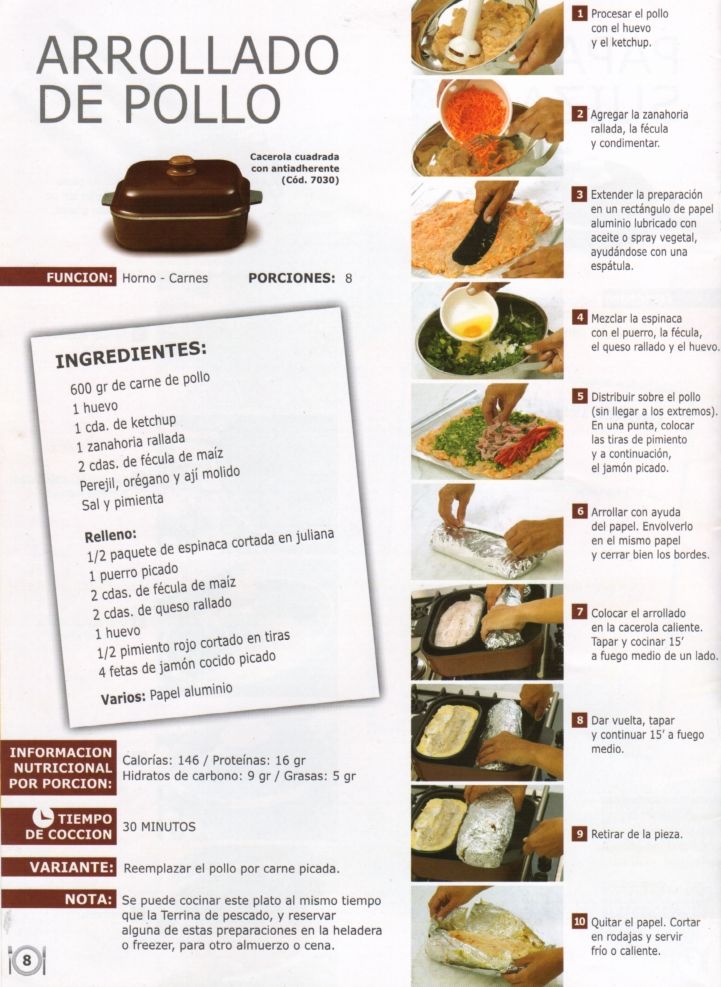 ARROLLADO
DE POLLO
Cacerola cuadrada
con antiadherente
(Cód. 7030)
FUNCION: Horno - Carnes PORCIONES: 8
INGREDIENTES:
600 gr de carne de pollo
1 huevo
1 cda. de ketchup
1 zanahoria rallada
2 cdas. de fécula de maíz
Perejil, orégano y ají molido
Sal y pimienta
Relleno:
1/2 paquete de espinaca cortada en juliana
1 puerro picado
2 cdas. de fécula de maíz
2 cdas. de queso rallado
1 huevo
1/2 pimiento rojo cortado en tiras
4 fetas de jamón cocido picado
Varios: Papel aluminio
INFORMACION
NUTRICIONAL
POR PORCION:
Calorías: 146 / Proteínas: 16 gr
Hidratos de carbono: 9 gr / Grasas: 5 gr
TIEMPO
DE COCCION
30 MINUTOS
VARIANTE: Reemplazar el pollo por carne picada.
NOTA: Se puede cocinar este plato al mismo tiempo
que la Terrina de pescado, y reservar
alguna de estas preparaciones en la heladera
o freezer, para otro almuerzo o cena.
8
1 Procesar el pollo
con el huevo
y el ketchup.
2 Agregar la zanahoria
rallada, la fécula
y condimentar.
3 Extender la preparación
en un rectángulo de papel
aluminio lubricado con
aceite o spray vegetal,
ayudándose con una
espátula.
4 Mezclar la espinaca
con el puerro, la fécula,
el queso rallado y el huevo.
5 Distribuir sobre el pollo
(sin llegar a los extremos).
En una punta, colocar
las tiras de pimiento
y a continuación,
el jamón picado.
6 Arrollar con ayuda
del papel. Envolverlo
en el mismo papel
y cerrar bien los bordes.
7 Colocar el arrollado
en la cacerola caliente.
Tapar y cocinar 15'
a fuego medio de un lado.
8 Dar vuelta, tapar
y continuar 15' a fuego
medio.
9 Retirar de la pieza.
10 Quitar el papel. Cortar
en rodajas y servir
frío o caliente.